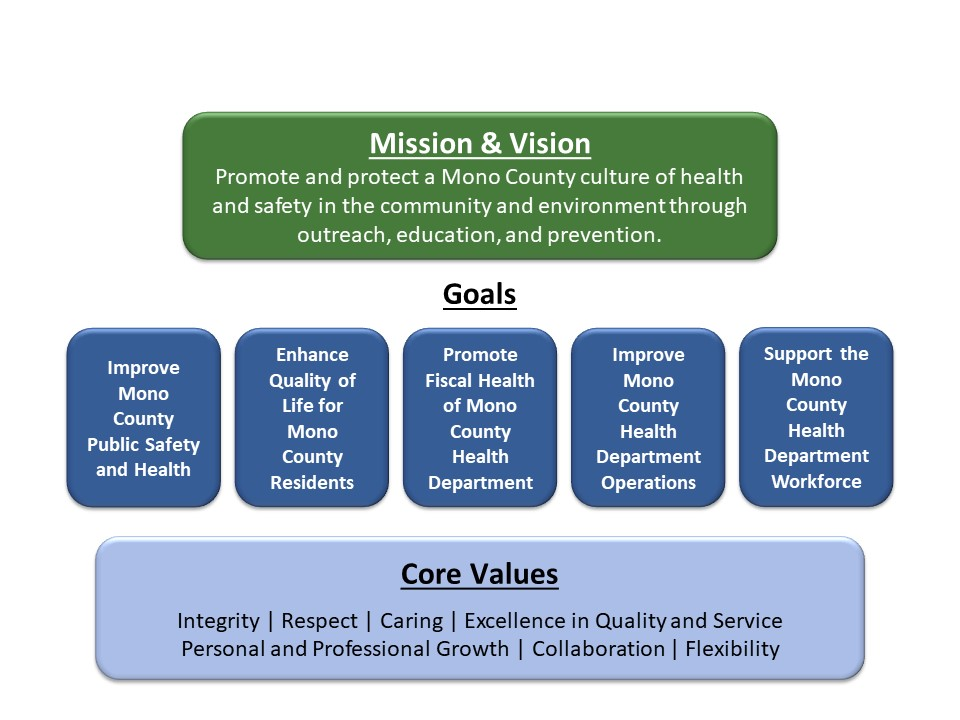 Mission & Vision
Promote and protect a Mono County culture of health
and safety in the community and environment through
outreach, education, and prevention.
Goals
Improve
Mono
County
Public Safety
and Health
Enhance
Quality of
Life for
Mono
County
Residents
Promote
Fiscal Health
of Mono
County
Health
Department
Improve
Mono
County
Health
Department
Operations
Support the
Mono
County
Health
Department
Workforce
Core Values
Integrity | Respect | Caring | Excellence in Quality and Service
Personal and Professional Growth | Collaboration | Flexibility